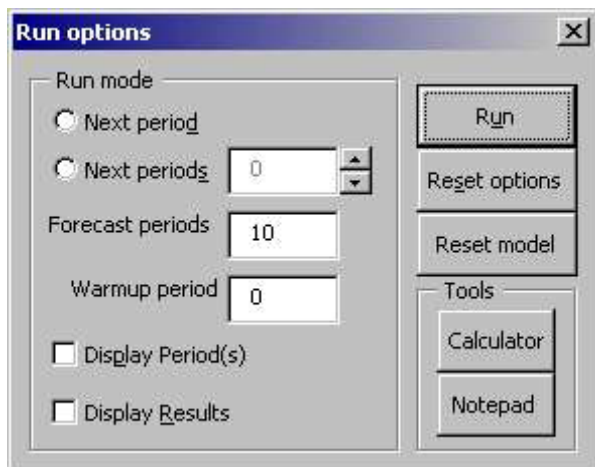 Run options
Run mode
Next period
Next periods 0
Forecast periods 10
Warmup period 0
Display Period(s)
Display Results
Run
Reset options
Reset model
Tools
Calculator
Notepad